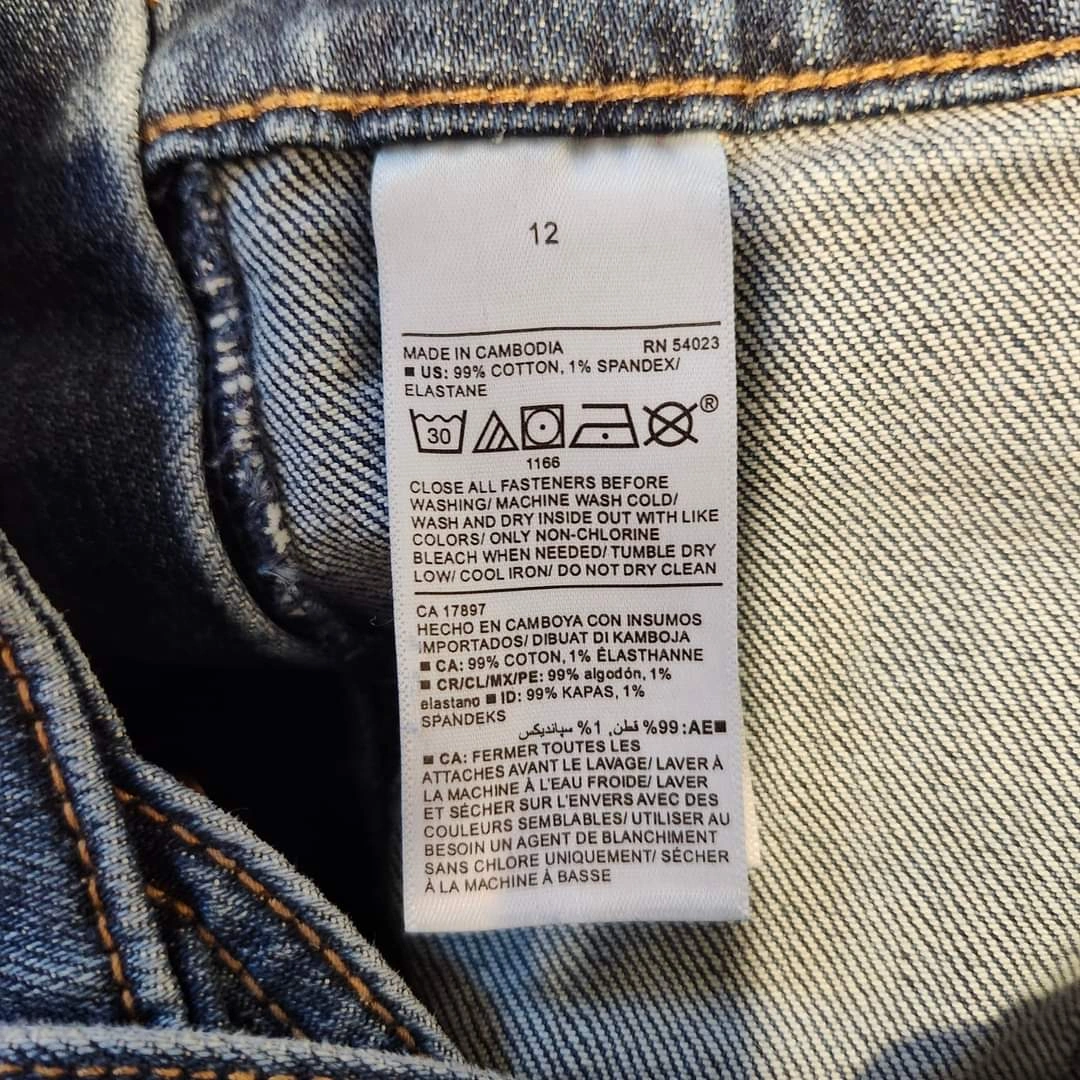 12
MADE IN CAMBODIA RN 54023
■ US: 99% COTTON, 1% SPANDEX/
ELASTANE
30 ®
1166
CLOSE ALL FASTENERS BEFORE
WASHING/ MACHINE WASH COLD/
WASH AND DRY INSIDE OUT WITH LIKE
COLORS/ ONLY NON-CHLORINE
BLEACH WHEN NEEDED/ TUMBLE DRY
LOW/ COOL IRON/ DO NOT DRY CLEAN
CA 17897
HECHO EN CAMBOYA CON INSUMOS
IMPORTADOS/ DIBUAT DI KAMBOJA
■ CA: 99% COTON, 1% ÉLASTHANNE
■ CR/CL/MX/PE: 99% algodón, 1%
elastano ■ ID: 99% KAPAS, 1%
SPANDEKS
■AE: 99% قطن, 1% سپانديكس
■ CA: FERMER TOUTES LES
ATTACHES AVANT LE LAVAGE/ LAVER À
LA MACHINE À L'EAU FROIDE/ LAVER
ET SÉCHER SUR L'ENVERS AVEC DES
COULEURS SEMBLABLES/ UTILISER AU
BESOIN UN AGENT DE BLANCHIMENT
SANS CHLORE UNIQUEMENT/ SÉCHER
À LA MACHINE À BASSE